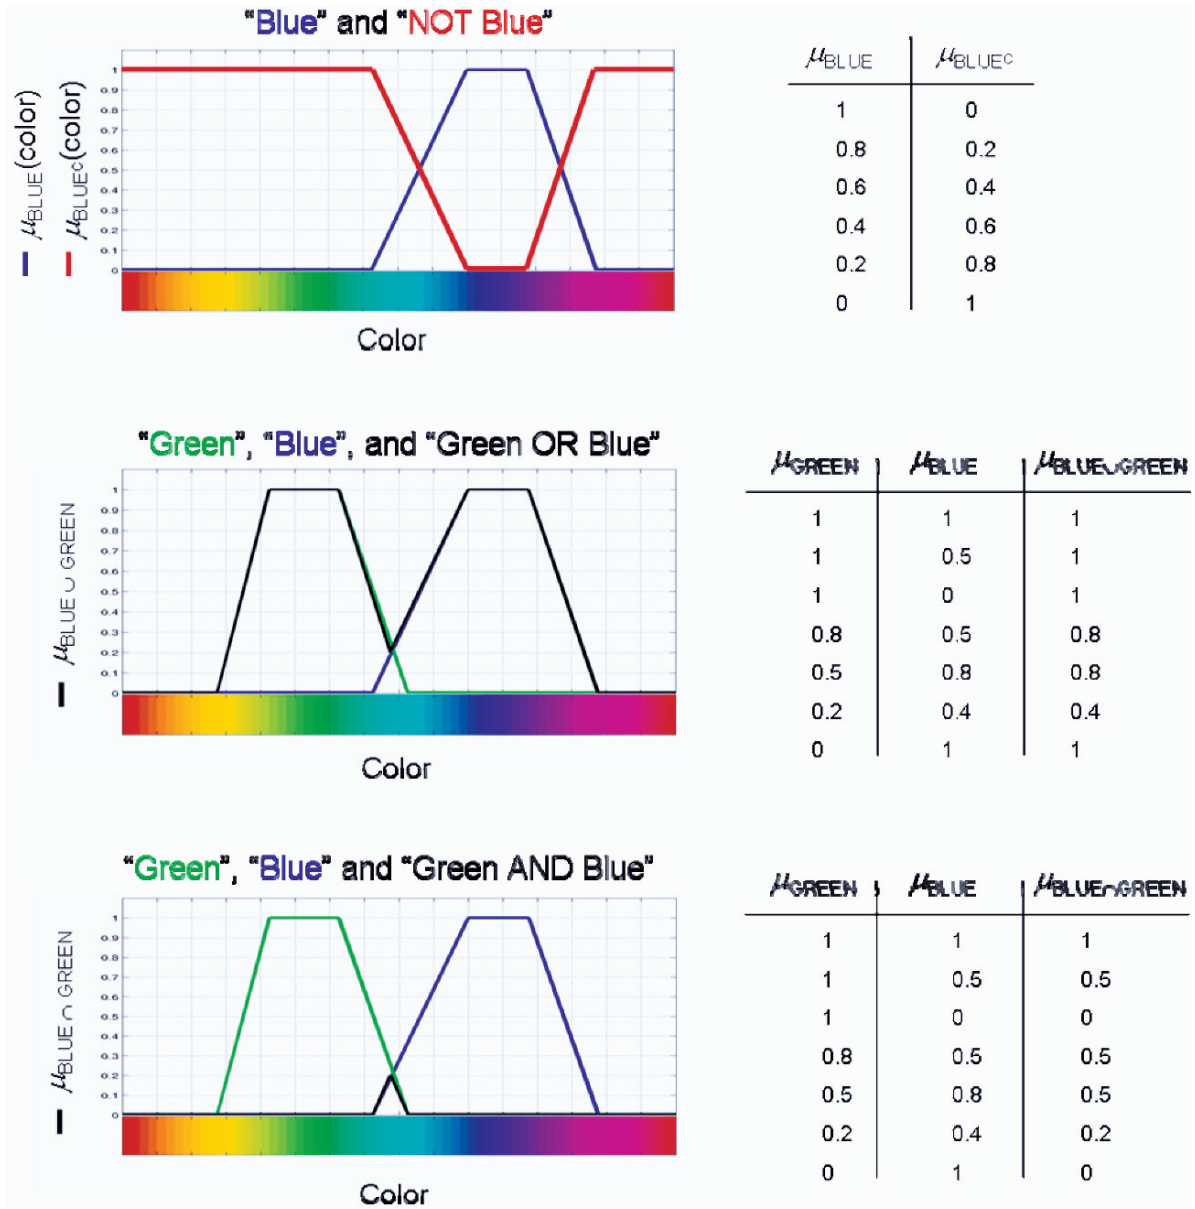 “Blue” and “NOT Blue”
μBLUE(color)
μBLUEᶜ(color)
1
0.9
0.8
0.7
0.6
0.5
0.4
0.3
0.2
0.1
0
Color
μBLUE μBLUEᶜ
1 0
0.8 0.2
0.6 0.4
0.4 0.6
0.2 0.8
0 1
“Green”, “Blue”, and “Green OR Blue”
μBLUE ∪ GREEN
1
0.9
0.8
0.7
0.6
0.5
0.4
0.3
0.2
0.1
0
Color
μGREEN μBLUE μBLUE∪GREEN
1 1 1
1 0.5 1
1 0 1
0.8 0.5 0.8
0.5 0.8 0.8
0.2 0.4 0.4
0 1 1
“Green”, “Blue” and “Green AND Blue”
μBLUE ∩ GREEN
1
0.9
0.8
0.7
0.6
0.5
0.4
0.3
0.2
0.1
0
Color
μGREEN μBLUE μBLUE∩GREEN
1 1 1
1 0.5 0.5
1 0 0
0.8 0.5 0.5
0.5 0.8 0.5
0.2 0.4 0.2
0 1 0